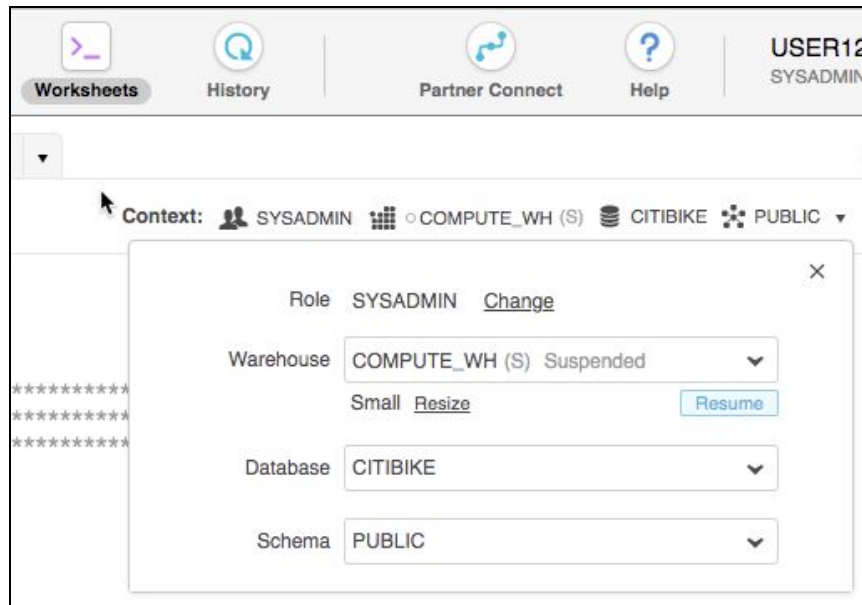 >_
Worksheets
History
Partner Connect
?
Help
USER12
SYSADMIN
Context: SYSADMIN COMPUTE_WH (S) CITIBIKE PUBLIC
Role SYSADMIN Change
Warehouse COMPUTE_WH (S) Suspended
Small Resize Resume
***********
***********
***********
Database CITIBIKE
Schema PUBLIC